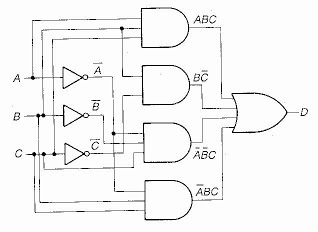 ABC
A A̅ BC̅
B B̅ D
C C̅ A̅B̅C
A̅BC